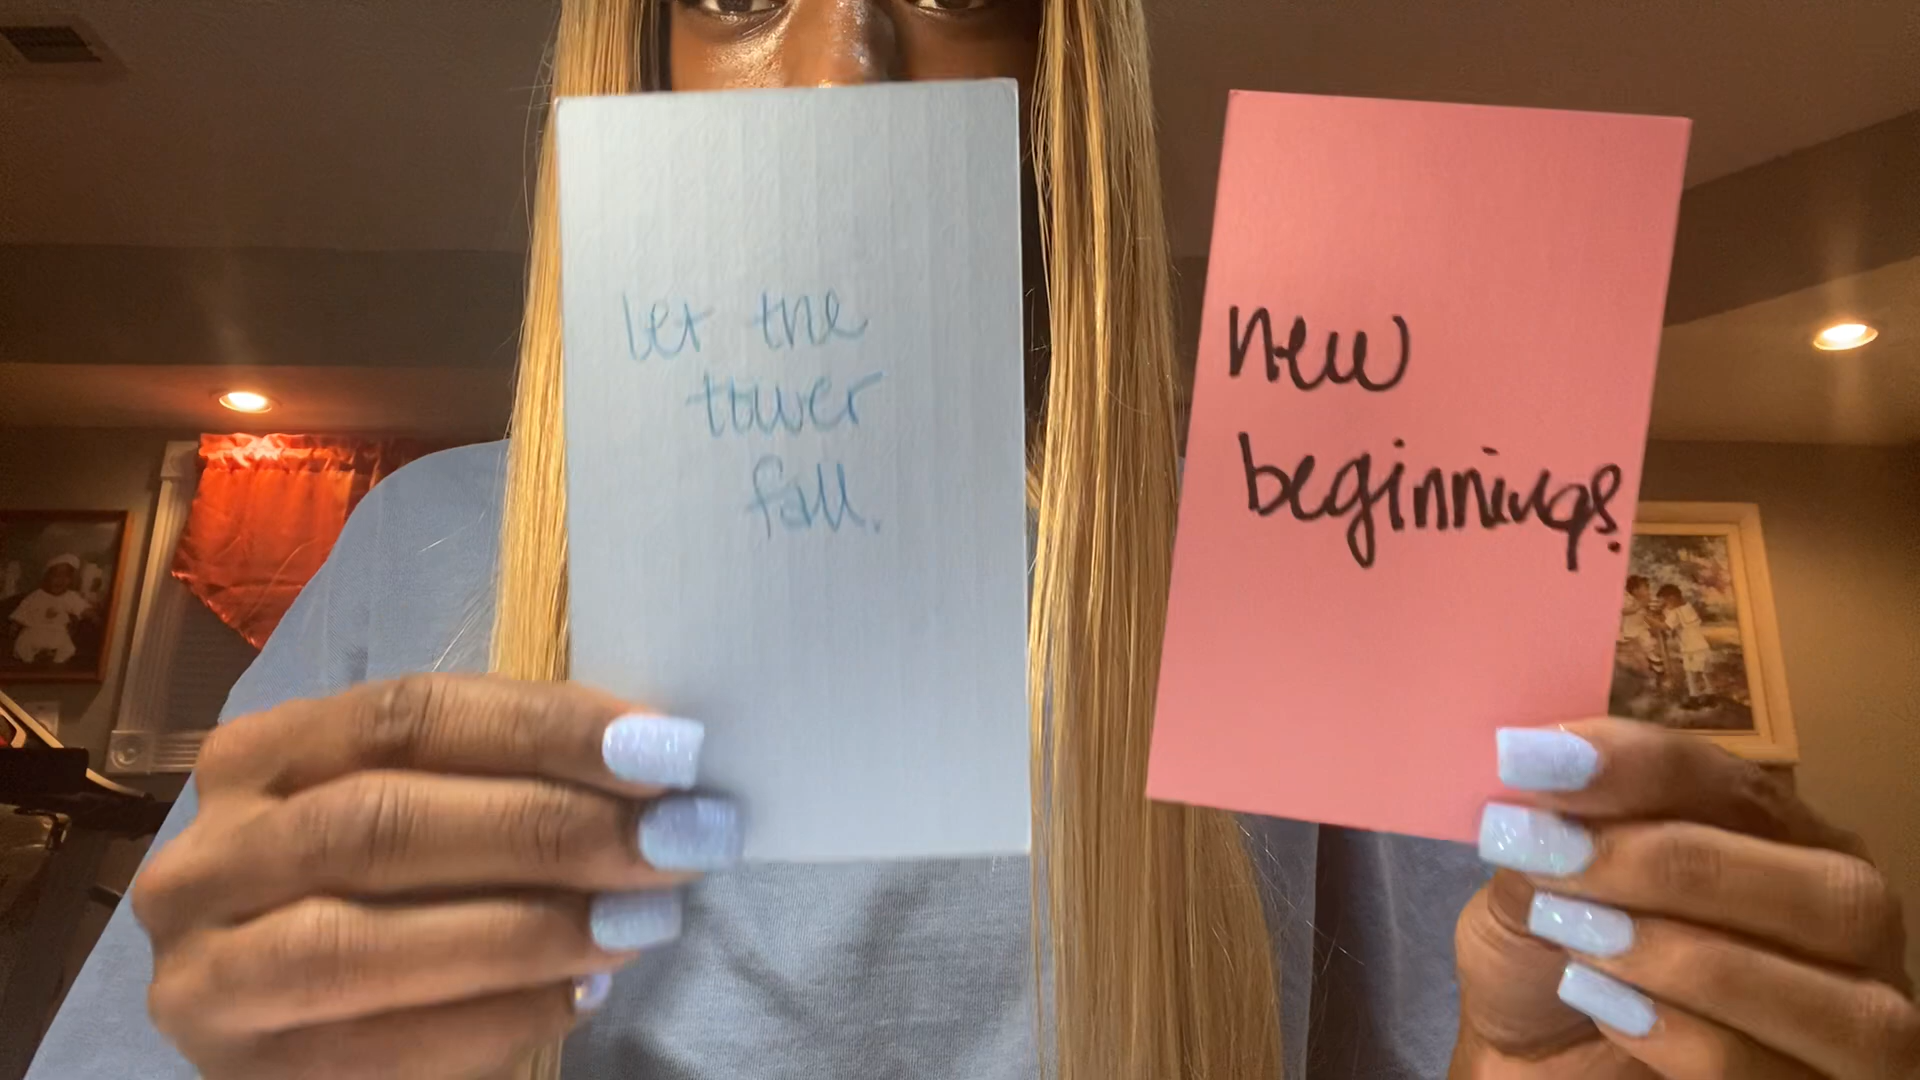 let the
tower
fall.
new
beginnings.